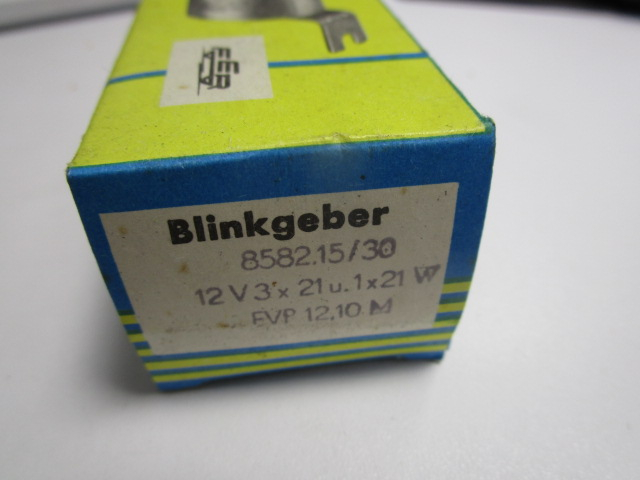 Blinkgeber
8582.15/30
12 V 3 x 21 u. 1 x 21 W
EVP 12,10 M